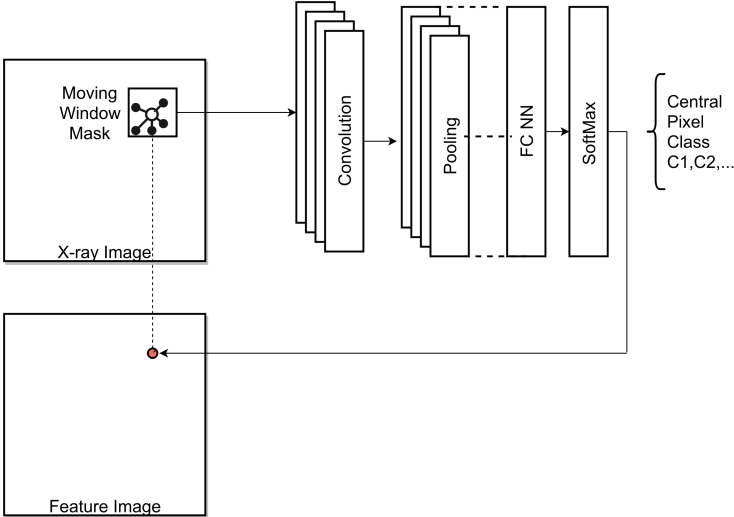 Moving
Window
Mask
X-ray Image
Convolution
Pooling
FC NN
SoftMax
Central
Pixel
Class
C1,C2,...
Feature Image